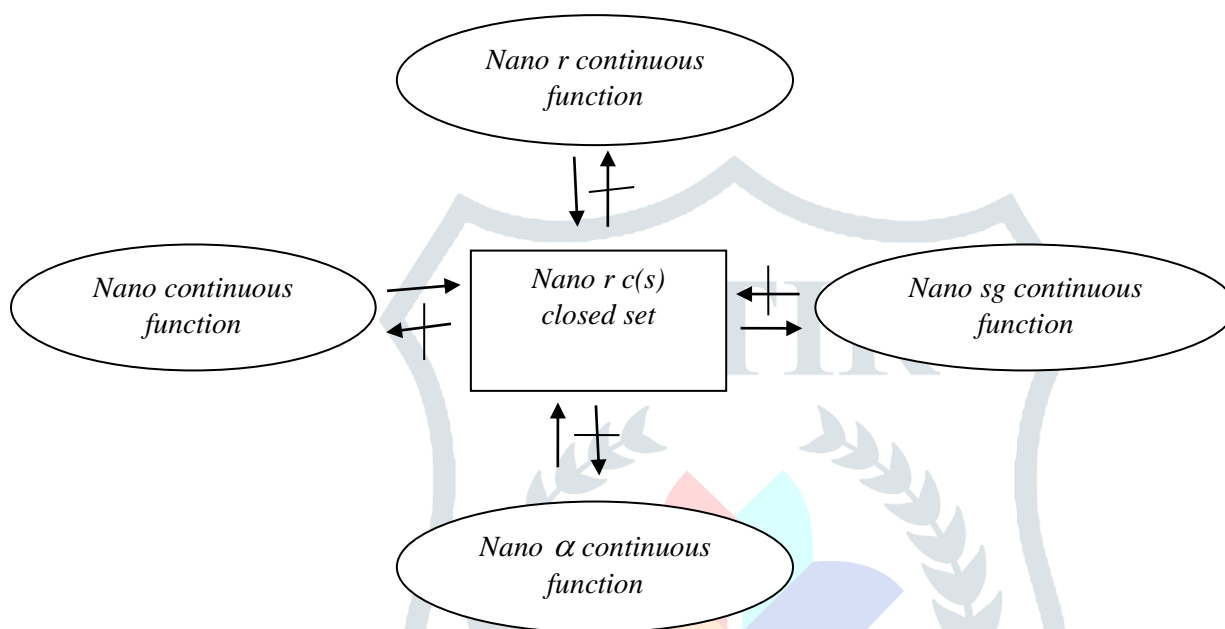 Nano r continuous
function
Nano continuous
function
Nano r c(s)
closed set
Nano sg continuous
function
Nano α continuous
function